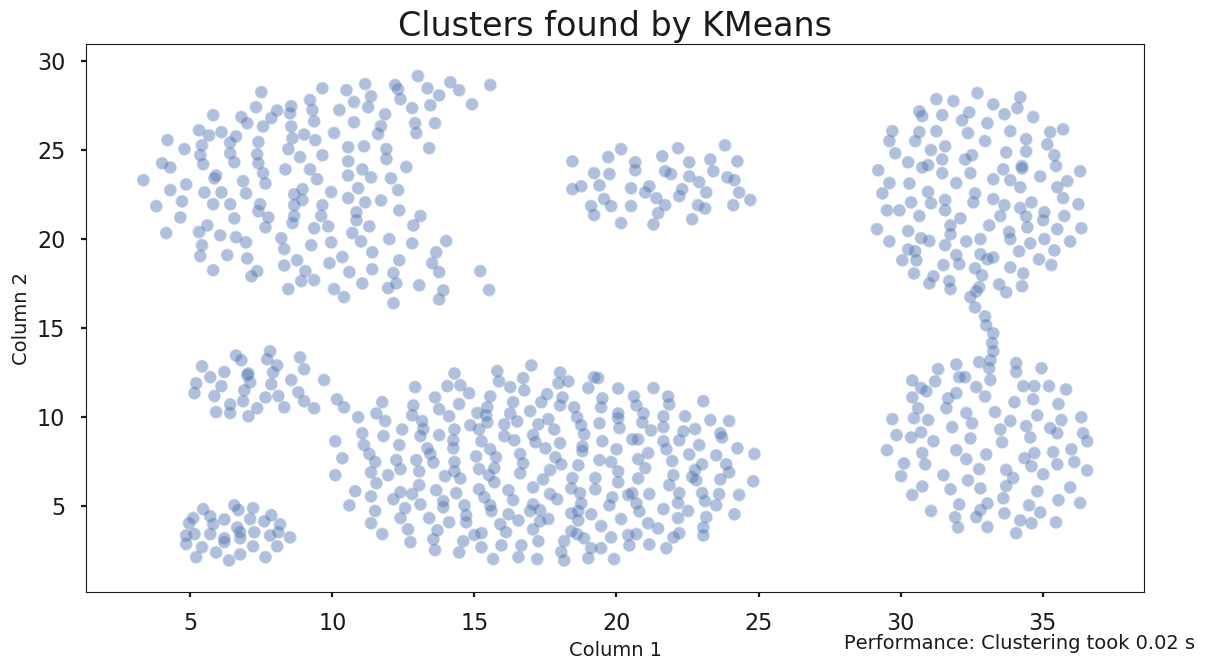 Clusters found by KMeans
30
25
20
15
10
5
Column 2
5 10 15 20 25 30 35
Column 1
Performance: Clustering took 0.02 s